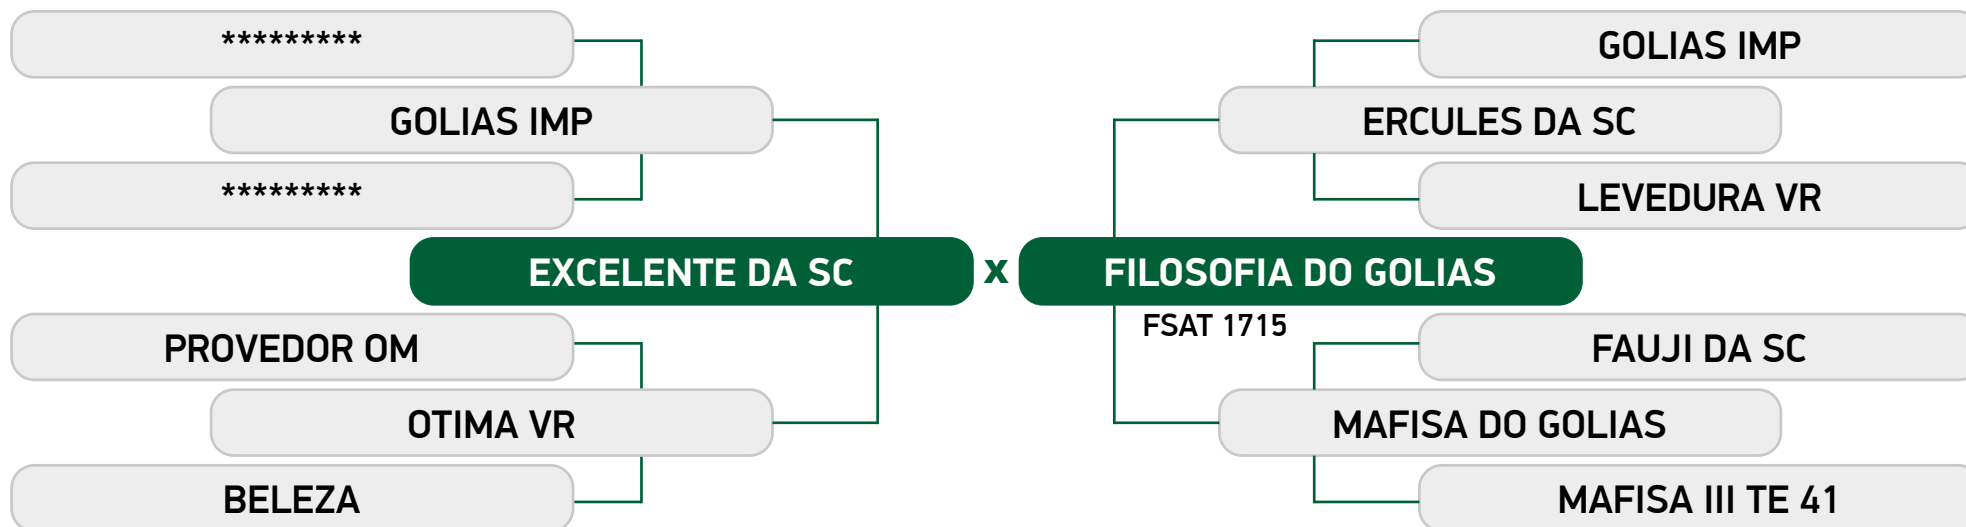 *********
GOLIAS IMP
*********
EXCELENTE DA SC
PROVEDOR OM
OTIMA VR
BELEZA
x
GOLIAS IMP
ERCULES DA SC
LEVEDURA VR
FILOSOFIA DO GOLIAS
FSAT 1715
FAUJI DA SC
MAFISA DO GOLIAS
MAFISA III TE 41